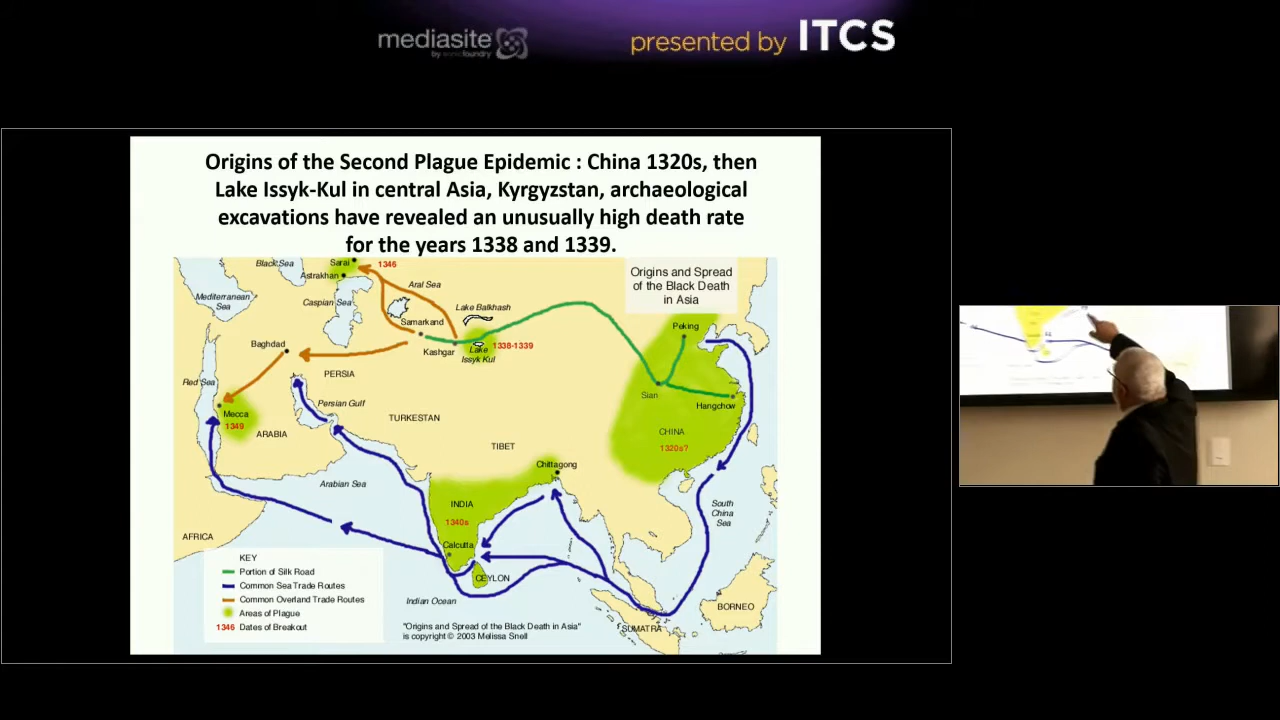 mediasite
by sonicfoundry
presented by ITCS
Origins of the Second Plague Epidemic : China 1320s, then
Lake Issyk-Kul in central Asia, Kyrgyzstan, archaeological
excavations have revealed an unusually high death rate
for the years 1338 and 1339.
Black Sea
Sarai
1346
Astrakhan
Origins and Spread
of the Black Death
in Asia
Mediterranean
Sea
Caspian Sea
Aral Sea
Lake Balkhash
Samarkand
Peking
Baghdad
Kashgar
Lake
Issyk Kul
1338-1339
Red Sea
PERSIA
Sian
Hangchow
Mecca
1349
Persian Gulf
TURKESTAN
ARABIA
TIBET
CHINA
1320s?
Chittagong
Arabian Sea
INDIA
1340s
South
China
Sea
AFRICA
Calcutta
CEYLON
Indian Ocean
BORNEO
SUMATRA
KEY
Portion of Silk Road
Common Sea Trade Routes
Common Overland Trade Routes
Areas of Plague
1346 Dates of Breakout
"Origins and Spread of the Black Death in Asia"
is copyright © 2003 Melissa Snell